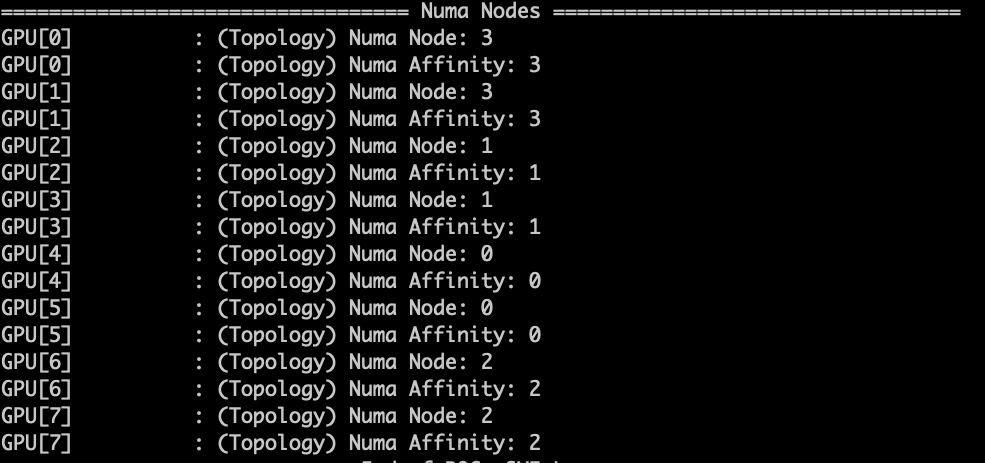 ================================== Numa Nodes ==================================
GPU[0] : (Topology) Numa Node: 3
GPU[0] : (Topology) Numa Affinity: 3
GPU[1] : (Topology) Numa Node: 3
GPU[1] : (Topology) Numa Affinity: 3
GPU[2] : (Topology) Numa Node: 1
GPU[2] : (Topology) Numa Affinity: 1
GPU[3] : (Topology) Numa Node: 1
GPU[3] : (Topology) Numa Affinity: 1
GPU[4] : (Topology) Numa Node: 0
GPU[4] : (Topology) Numa Affinity: 0
GPU[5] : (Topology) Numa Node: 0
GPU[5] : (Topology) Numa Affinity: 0
GPU[6] : (Topology) Numa Node: 2
GPU[6] : (Topology) Numa Affinity: 2
GPU[7] : (Topology) Numa Node: 2
GPU[7] : (Topology) Numa Affinity: 2